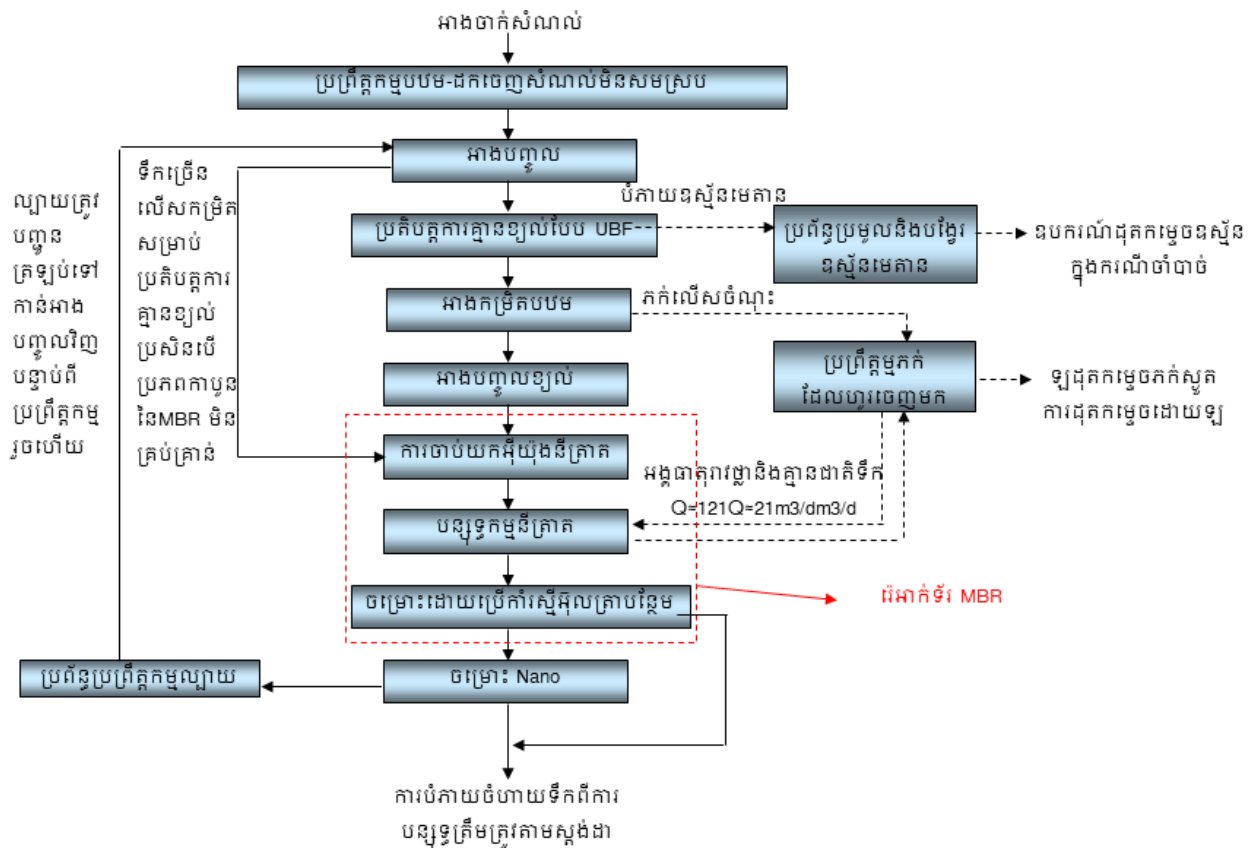 អាងចាក់សំណល់
ប្រព្រឹត្តកម្មបឋម-ដកចេញសំណល់មិនសមស្រប
អាងបញ្ចូល
ទឹកច្រើន
លើសកម្រិត
សម្រាប់
ប្រតិបត្តការ
គ្មានខ្យល់
ប្រសិនបើ
ប្រភពកាបូន
នៃMBR មិន
គ្រប់គ្រាន់
ល្បាយត្រូវ
បញ្ជូន
ត្រឡប់ទៅ
កាន់អាង
បញ្ចូលវិញ
បន្ទាប់ពី
ប្រព្រឹត្តកម្ម
រួចហើយ
ប្រតិបត្តការគ្មានខ្យល់បែប UBF
បំភាយឧស្ម័នមេតាន
ប្រព័ន្ធប្រមូលនិងបង្វែរ
ឧស្ម័នមេតាន
ឧបករណ៍ដុតកម្ទេចឧស្ម័ន
ក្នុងករណីចាំបាច់
អាងកម្រិតបឋម
ភក់លើសចំណុះ
ប្រព្រឹត្តម្មភក់
ដែលហូរចេញមក
ឡដុតកម្ទេចភក់ស្ងួត
ការដុតកម្ទេចដោយឡ
អាងបញ្ចូលខ្យល់
ការចាប់យកអ៊ីយ៉ុងនីត្រាត
អង្គធាតុរាវថ្លានិងគ្មានជាតិទឹក
Q=121Q=21m3/dm3/d
បន្សុទ្ធកម្មនីត្រាត
ចម្រោះដោយប្រើកាំរស្មីអ៊ុលត្រាបន្ថែម
រ៉េអាក់ទ័រ MBR
ប្រព័ន្ធប្រព្រឹត្តកម្មល្បាយ
ចម្រោះ Nano
ការបំភាយចំហាយទឹកពីការ
បន្សុទ្ធត្រឹមត្រូវតាមស្តង់ដា